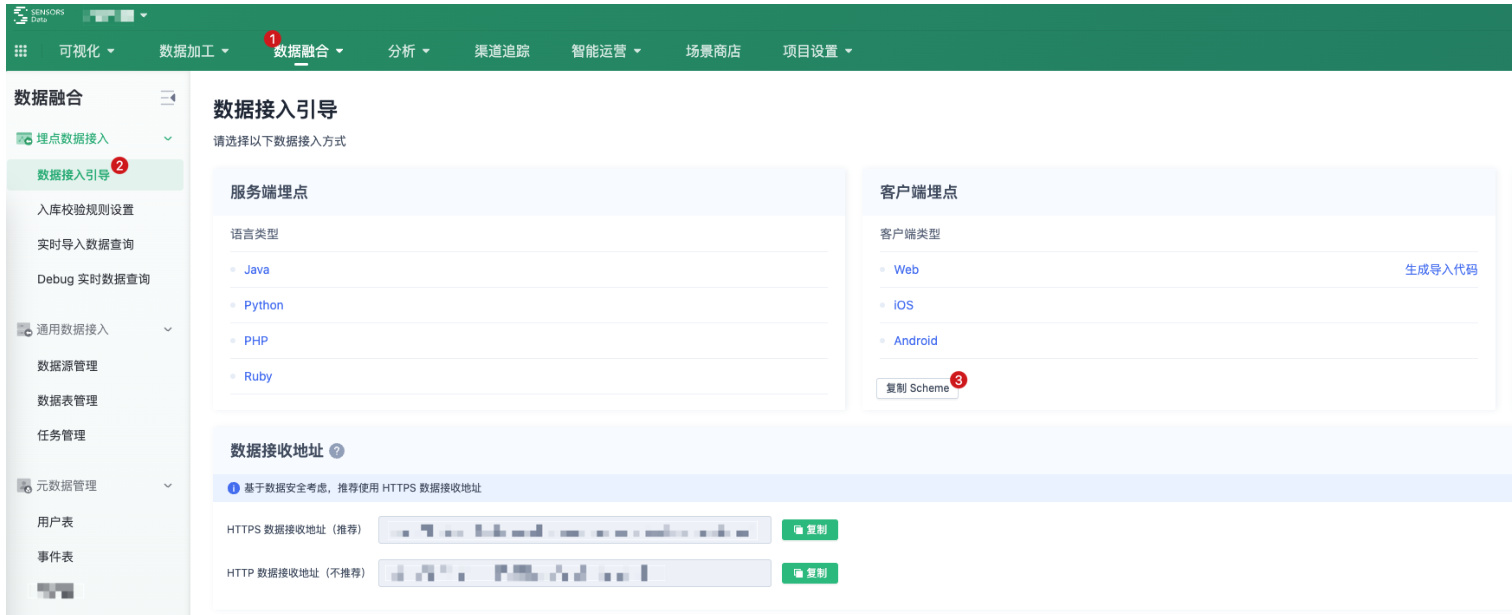 SENSORS
Data
可视化 数据加工 1 数据融合 分析 渠道追踪 智能运营 场景商店 项目设置
数据融合
埋点数据接入
数据接入引导 2
入库校验规则设置
实时导入数据查询
Debug 实时数据查询
通用数据接入
数据源管理
数据表管理
任务管理
元数据管理
用户表
事件表
数据接入引导
请选择以下数据接入方式
服务端埋点
语言类型
Java
Python
PHP
Ruby
客户端埋点
客户端类型
Web 生成导入代码
iOS
Android
复制 Scheme 3
数据接收地址 ?
基于数据安全考虑，推荐使用 HTTPS 数据接收地址
HTTPS 数据接收地址（推荐） 复制
HTTP 数据接收地址（不推荐） 复制